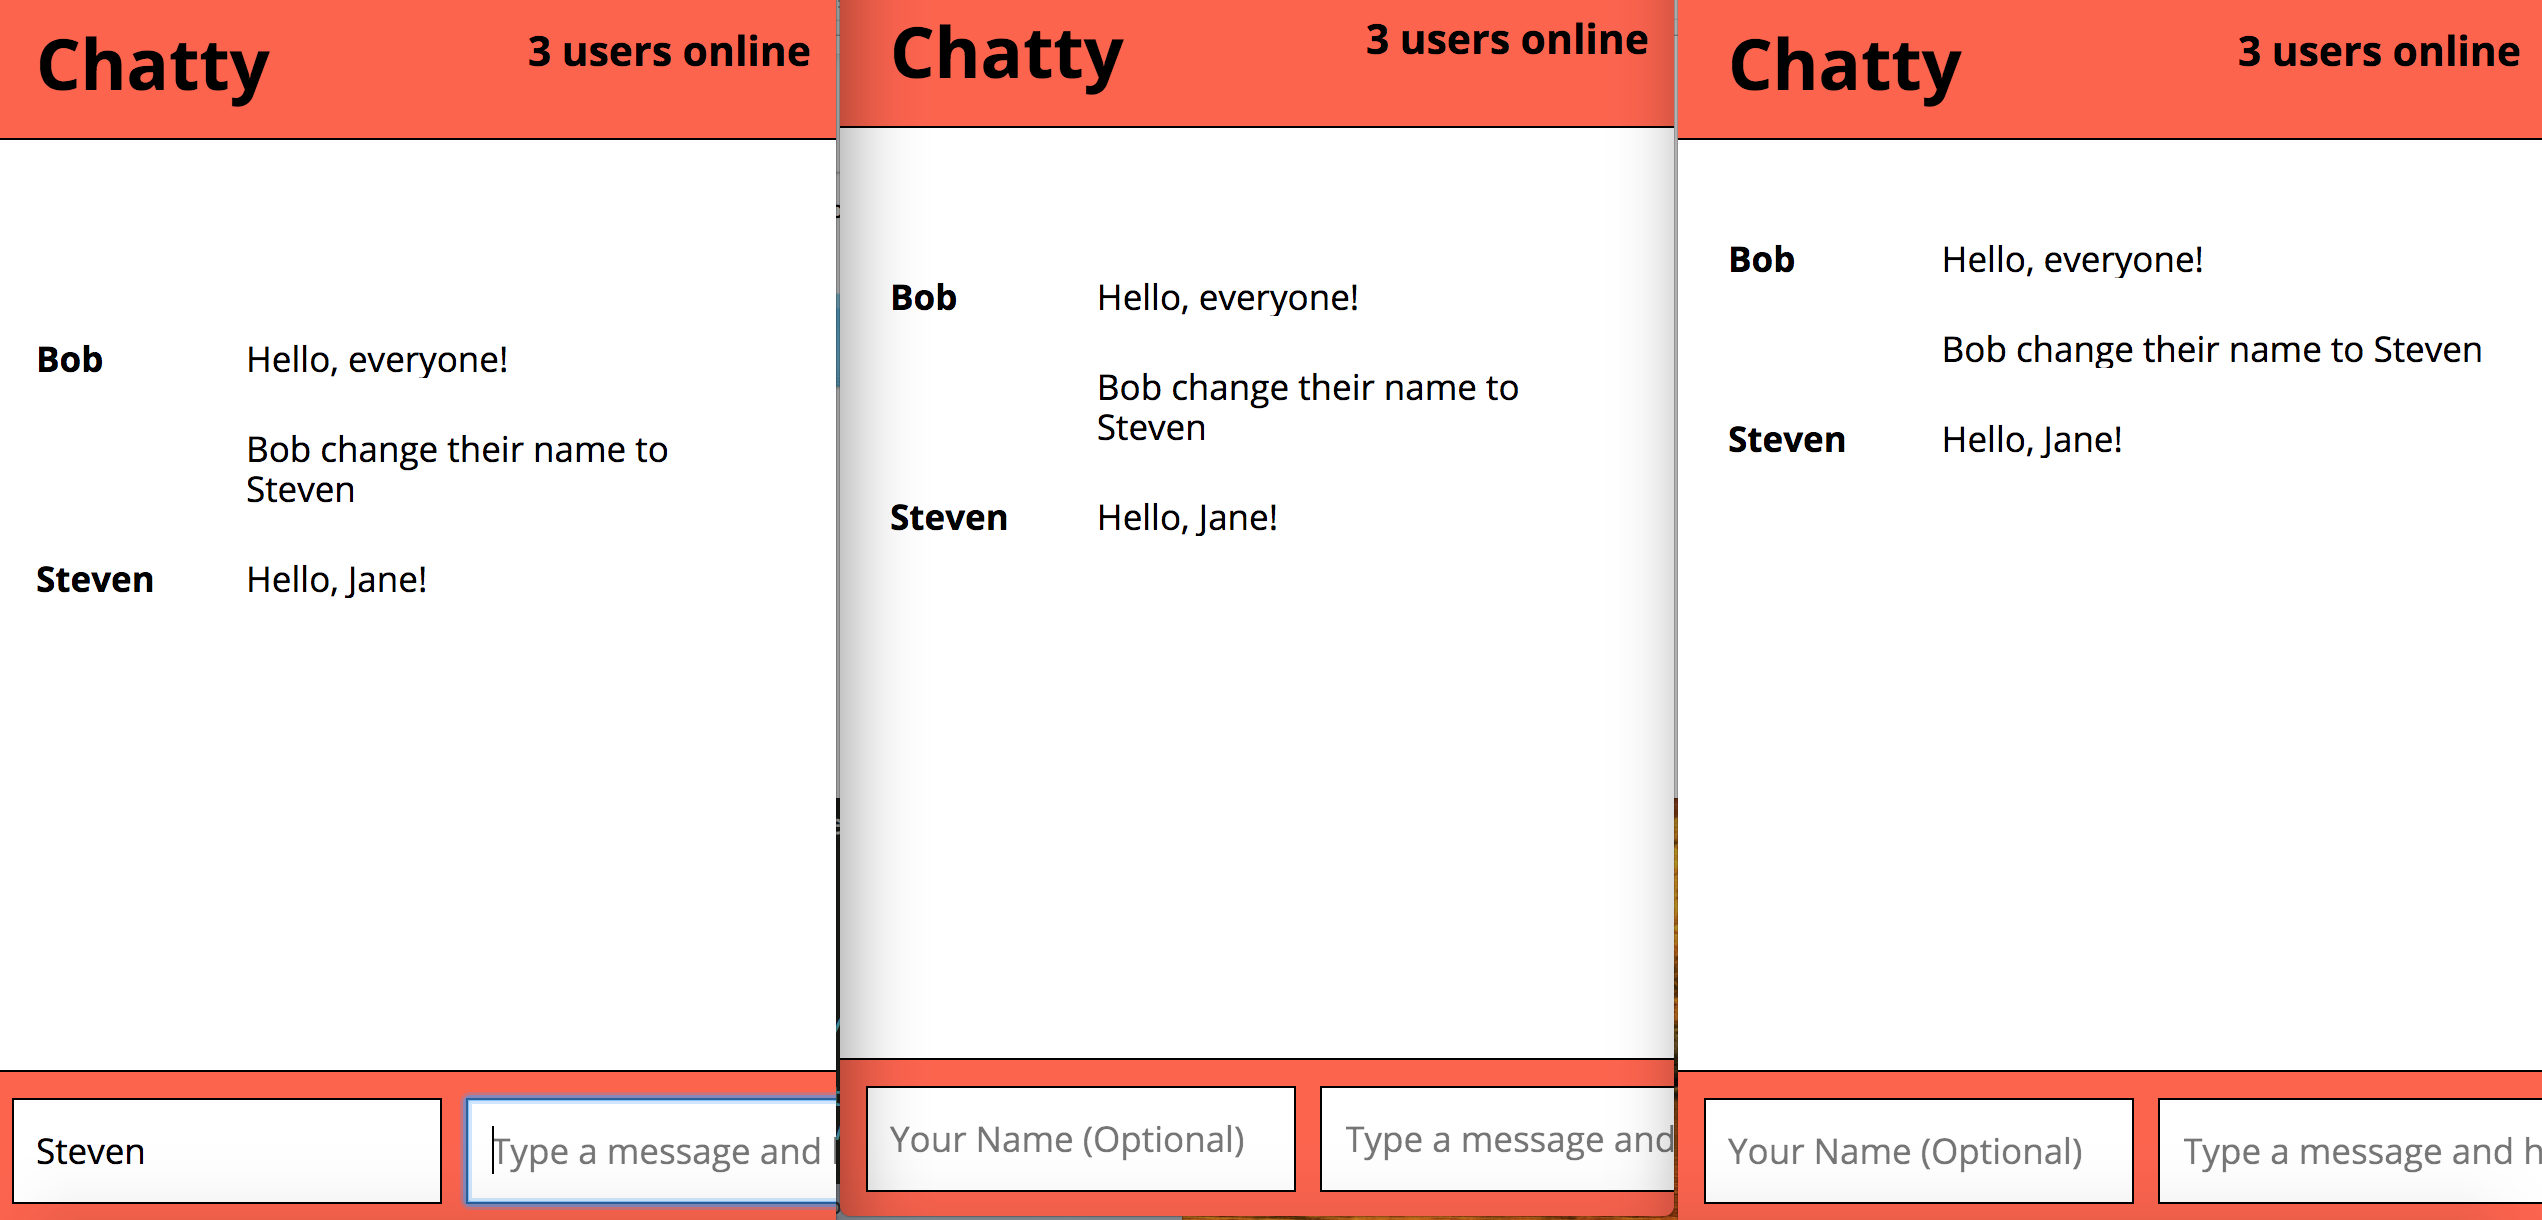 Chatty
3 users online
Bob
Hello, everyone!
Bob change their name to
Steven
Steven
Hello, Jane!
Steven
Type a message and
Chatty
3 users online
Bob
Hello, everyone!
Bob change their name to
Steven
Steven
Hello, Jane!
Your Name (Optional)
Type a message and
Chatty
3 users online
Bob
Hello, everyone!
Bob change their name to Steven
Steven
Hello, Jane!
Your Name (Optional)
Type a message and h